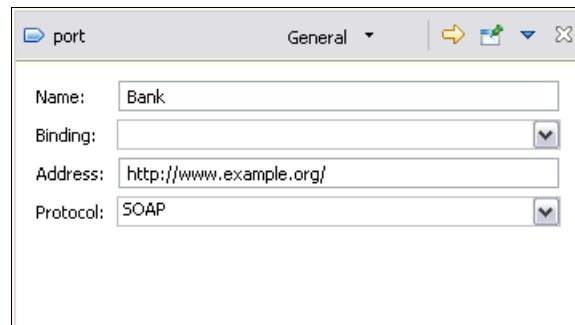 port General
Name: Bank
Binding:
Address: http://www.example.org/
Protocol: SOAP